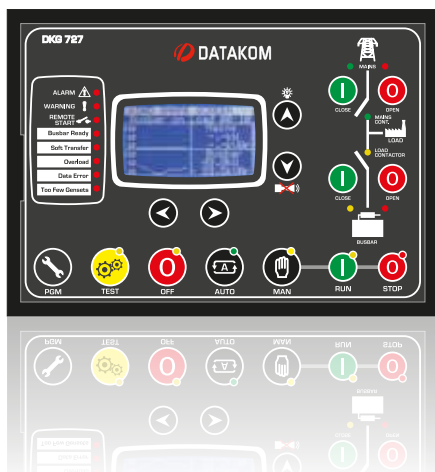 DKG 727
DATAKOM
ALARM
WARNING
REMOTE
START
Busbar Ready
Soft Transfer
Overload
Data Error
Too Few Gensets
MAINS
CLOSE
OPEN
MAINS
CONT.
LOAD
LOAD
CONTACTOR
CLOSE
OPEN
BUSBAR
PGM
TEST
OFF
AUTO
MAN
RUN
STOP